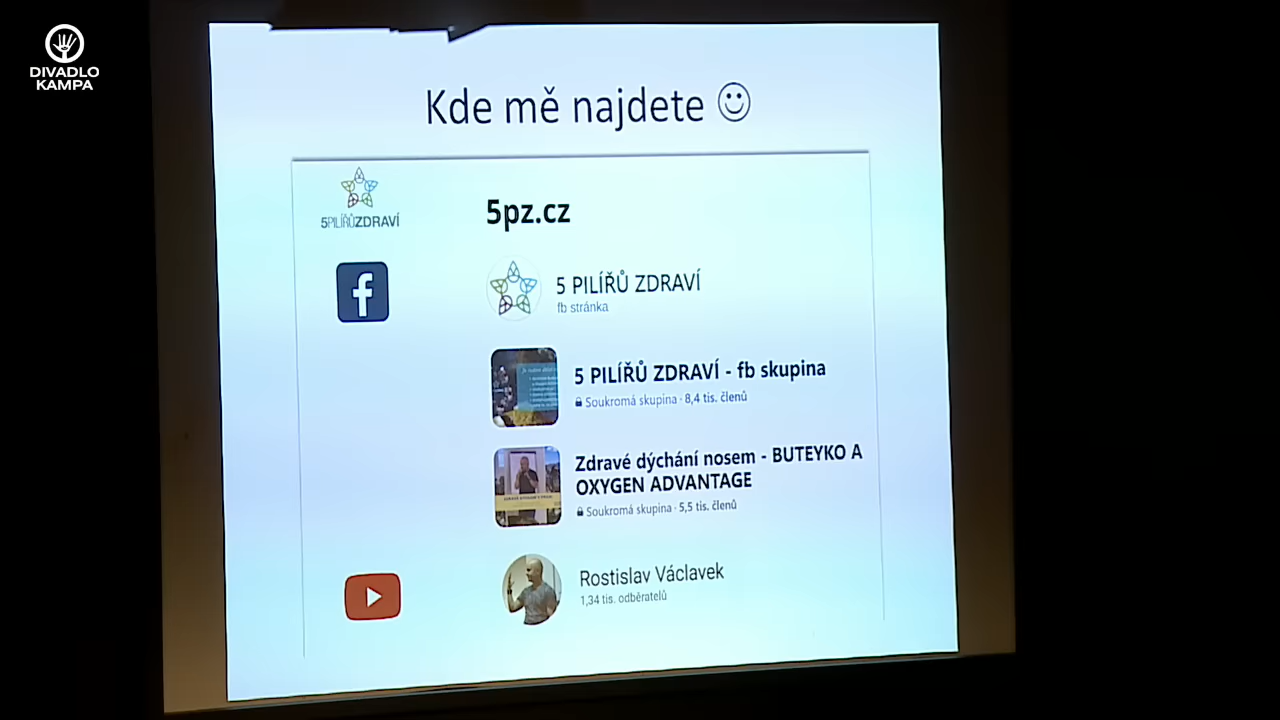 DIVADLO
KAMPA
Kde mě najdete
5PILÍŘŮZDRAVÍ
5pz.cz
5 PILÍŘŮ ZDRAVÍ
fb stránka
5 PILÍŘŮ ZDRAVÍ - fb skupina
Soukromá skupina · 8,4 tis. členů
Zdravé dýchání nosem - BUTEYKO A
OXYGEN ADVANTAGE
Soukromá skupina · 5,5 tis. členů
Rostislav Václavek
1,34 tis. odběratelů